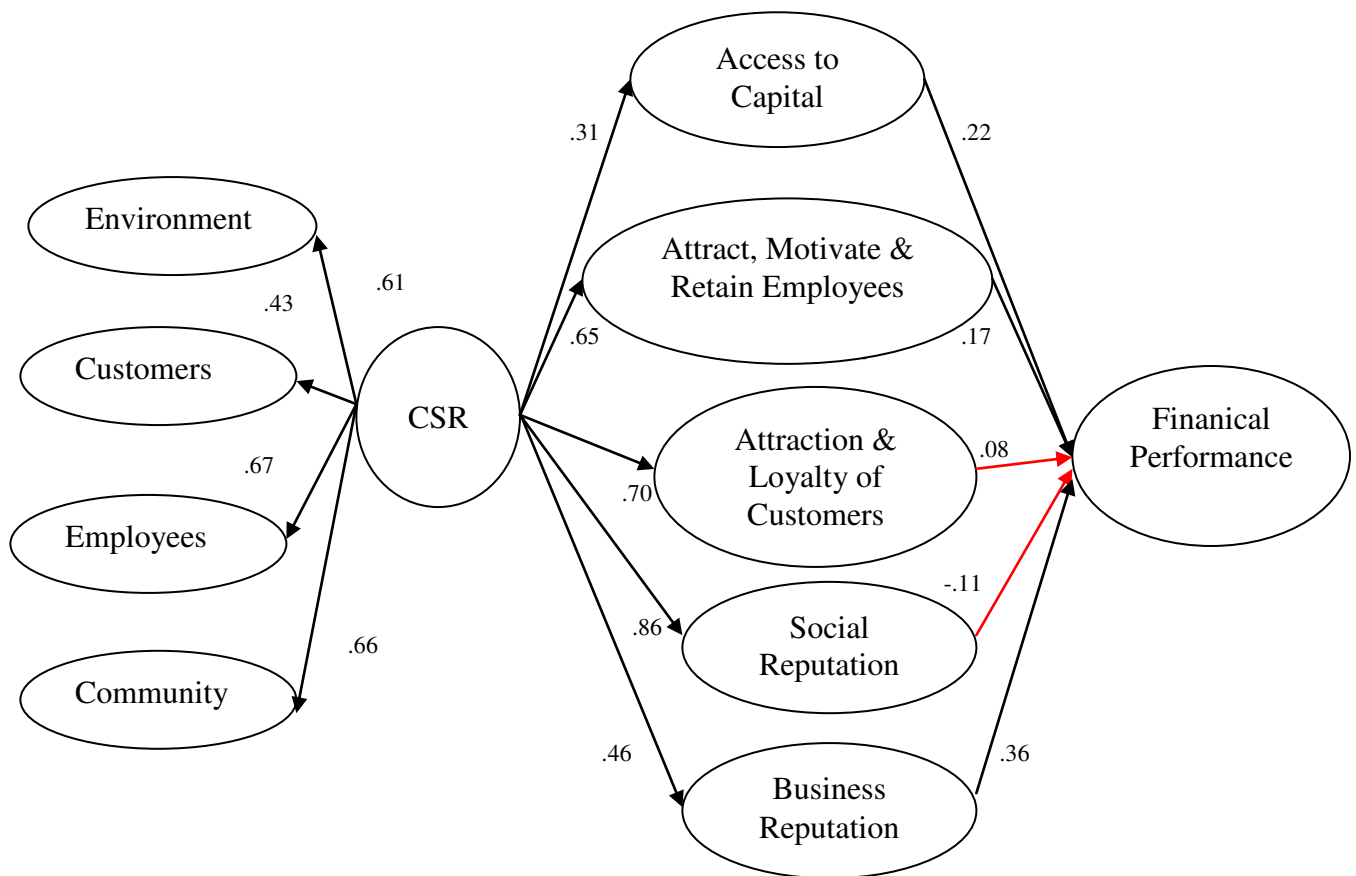 Access to
Capital
.31
.22
Environment
Attract, Motivate &
Retain Employees
.43
.61
.65
.17
Customers
CSR
Attraction &
Loyalty of
Customers
.08
.70
Finanical
Performance
.67
Employees
-.11
Social
Reputation
.86
.66
Community
.46
.36
Business
Reputation